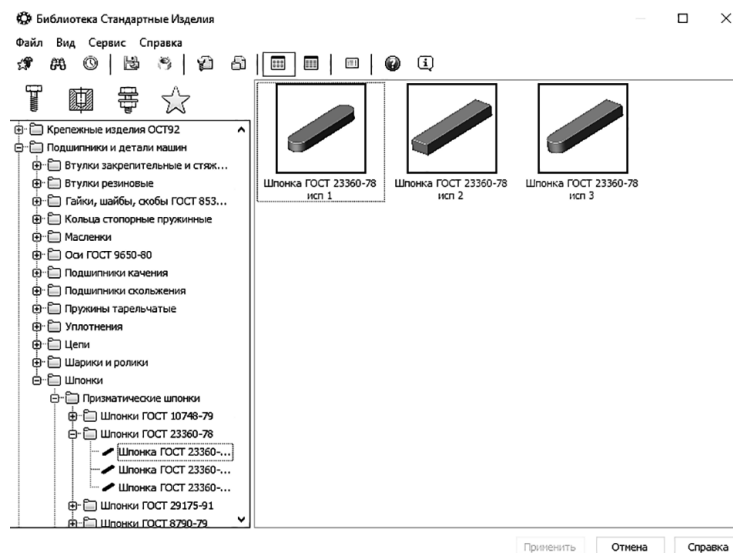 Библиотека Стандартные Изделия
Файл Вид Сервис Справка
Крепежные изделия ОСТ92
Подшипники и детали машин
Втулки закрепительные и стяж...
Втулки резиновые
Гайки, шайбы, скобы ГОСТ 853...
Кольца стопорные пружинные
Масленки
Оси ГОСТ 9650-80
Подшипники качения
Подшипники скольжения
Пружины тарельчатые
Уплотнения
Цепи
Шарики и ролики
Шпонки
Призматические шпонки
Шпонки ГОСТ 10748-79
Шпонки ГОСТ 23360-78
Шпонка ГОСТ 23360-...
Шпонка ГОСТ 23360-...
Шпонка ГОСТ 23360-...
Шпонки ГОСТ 29175-91
Шпонки ГОСТ 8790-79
Шпонка ГОСТ 23360-78
исп 1
Шпонка ГОСТ 23360-78
исп 2
Шпонка ГОСТ 23360-78
исп 3
Применить Отмена Справка